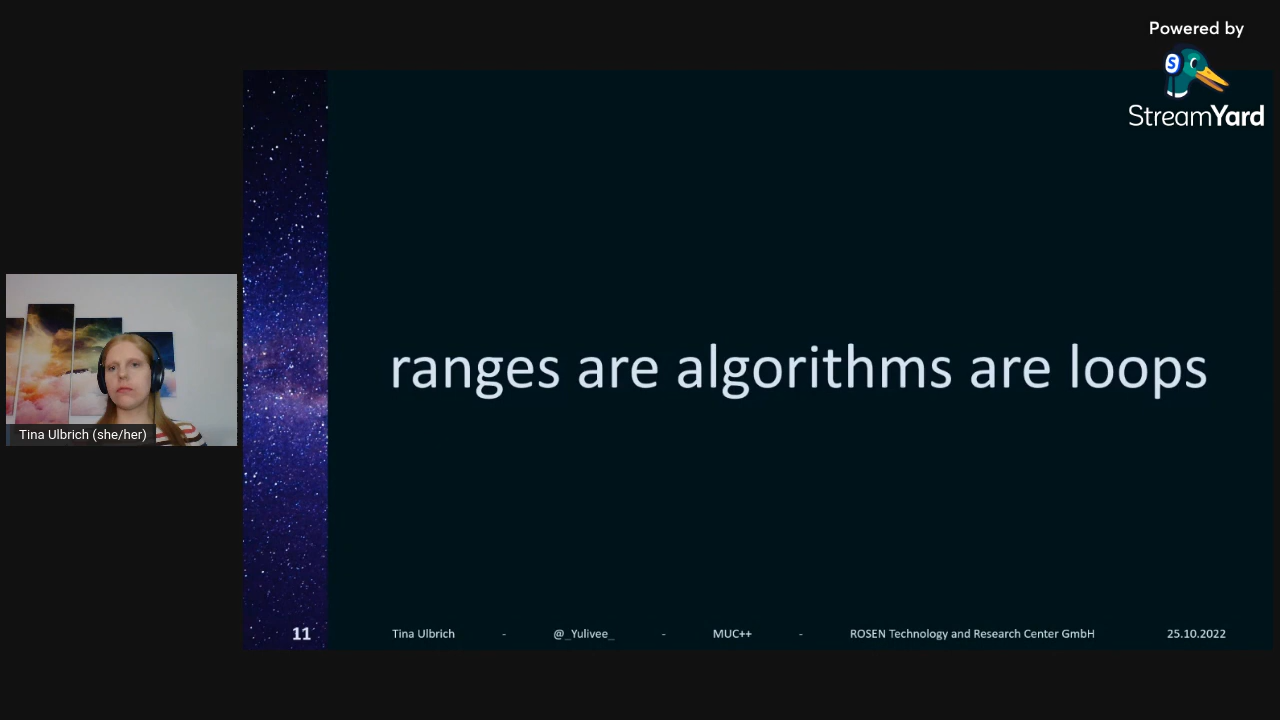 Powered by
S
StreamYard
ranges are algorithms are loops
Tina Ulbrich (she/her)
11 Tina Ulbrich - @_Yulivee_ - MUC++ - ROSEN Technology and Research Center GmbH 25.10.2022